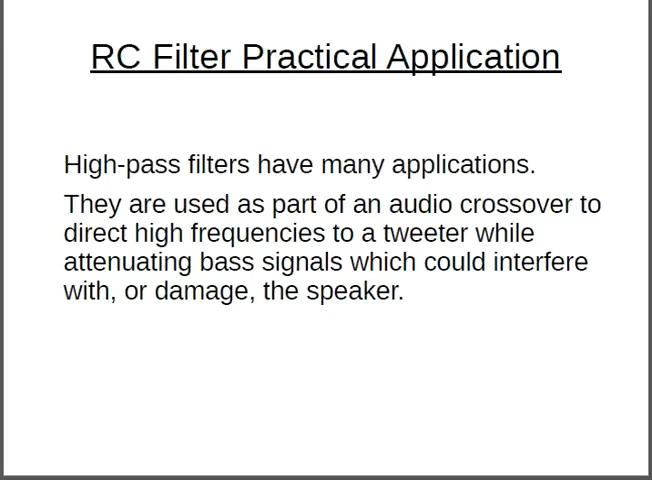 RC Filter Practical Application
High-pass filters have many applications.
They are used as part of an audio crossover to
direct high frequencies to a tweeter while
attenuating bass signals which could interfere
with, or damage, the speaker.